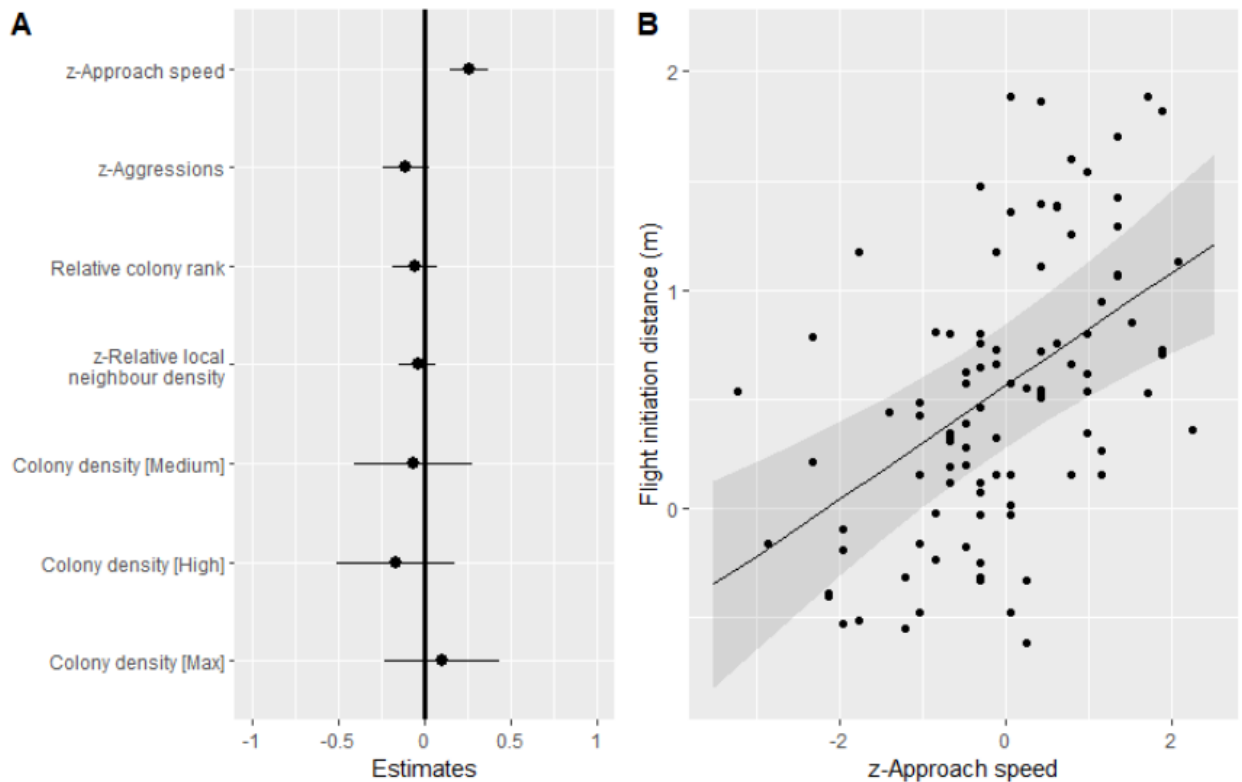 A
z-Approach speed
z-Aggressions
Relative colony rank
z-Relative local
neighbour density
Colony density [Medium]
Colony density [High]
Colony density [Max]
-1
-0.5
0
0.5
1
Estimates
B
2
1
0
Flight initiation distance (m)
-2
0
2
z-Approach speed